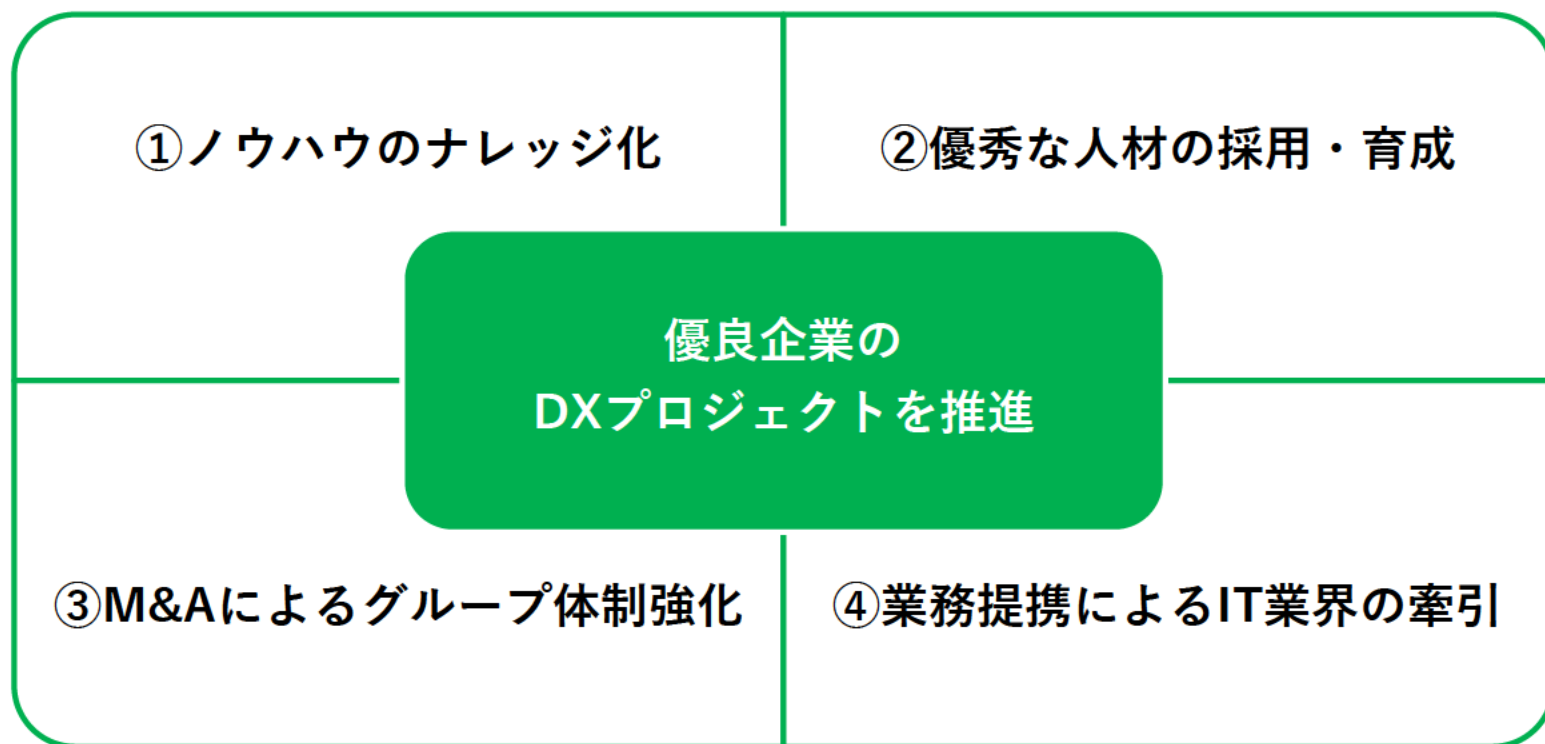 ①ノウハウのナレッジ化
②優秀な人材の採用・育成
優良企業の
DXプロジェクトを推進
③M&Aによるグループ体制強化
④業務提携によるIT業界の牽引